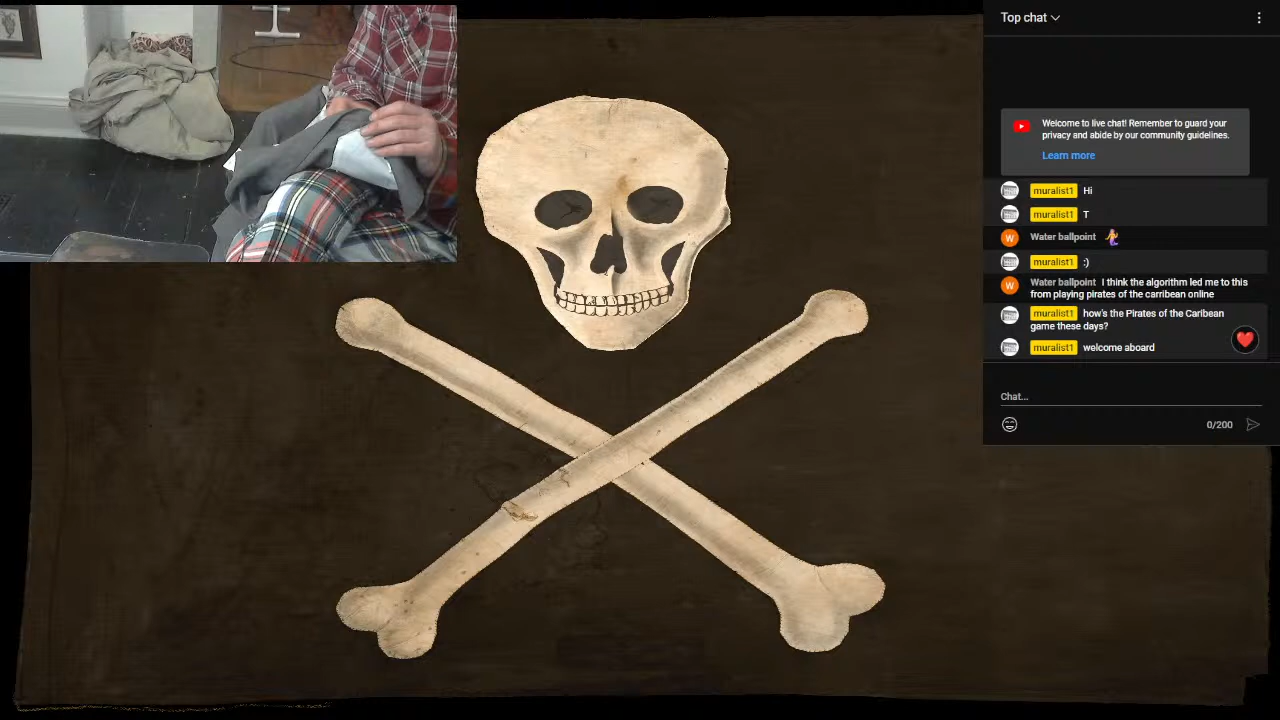 Top chat
Welcome to live chat! Remember to guard your
privacy and abide by our community guidelines.
Learn more
muralist1 Hi
muralist1 T
W Water ballpoint
muralist1 :)
W Water ballpoint I think the algorithm led me to this
from playing pirates of the carribean online
muralist1 how's the Pirates of the Caribean
game these days?
muralist1 welcome aboard
Chat...
0/200